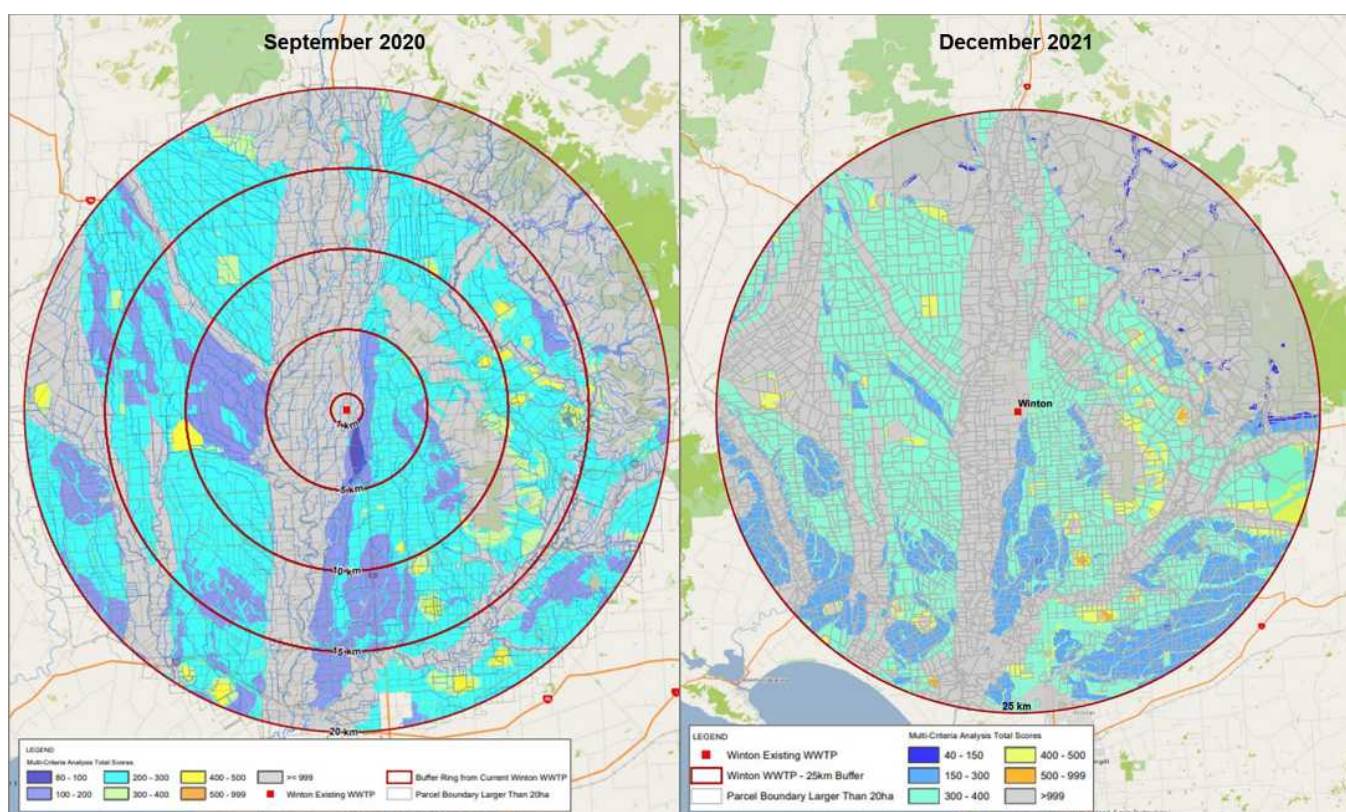 September 2020
December 2021
1-km
5-km
10-km
15-km
20-km
Winton
25 km
LEGEND
Multi-Criteria Analysis Total Scores
80 - 100
200 - 300
400 - 500
>= 999
Buffer Ring from Current Winton WWTP
100 - 200
300 - 400
500 - 999
Winton Existing WWTP
Parcel Boundary Larger Than 20ha
LEGEND
Winton Existing WWTP
Winton WWTP - 25km Buffer
Parcel Boundary Larger Than 20ha
Multi-Criteria Analysis Total Scores
40 - 150
400 - 500
150 - 300
500 - 999
300 - 400
>999